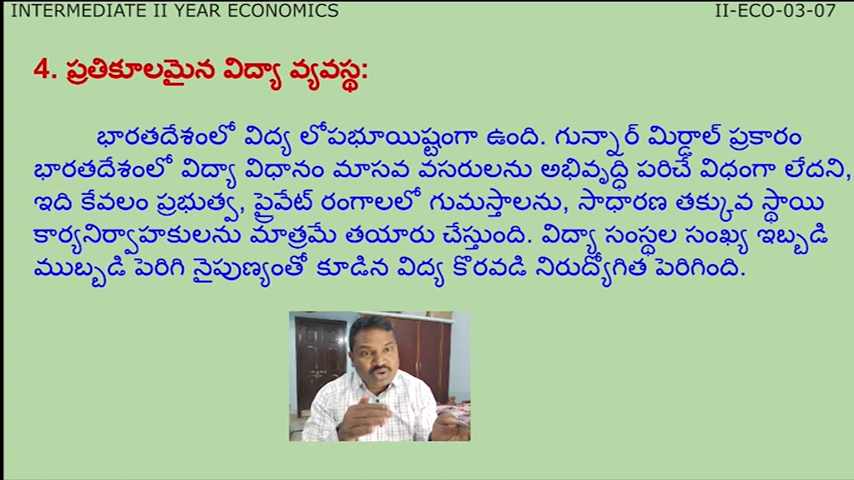 INTERMEDIATE II YEAR ECONOMICS
II-ECO-03-07
4. ప్రతికూలమైన విద్యా వ్యవస్థ:
భారతదేశంలో విద్య లోపభూయిష్టంగా ఉంది. గున్నార్ మిర్డాల్ ప్రకారం
భారతదేశంలో విద్యా విధానం మాసవ వసరులను అభివృద్ధి పరిచే విధంగా లేదని,
ఇది కేవలం ప్రభుత్వ, ప్రైవేట్ రంగాలలో గుమస్తాలను, సాధారణ తక్కువ స్థాయి
కార్యనిర్వాహకులను మాత్రమే తయారు చేస్తుంది. విద్యా సంస్థల సంఖ్య ఇబ్బడి
ముబ్బడి పెరిగి నైపుణ్యంతో కూడిన విద్య కొరవడి నిరుద్యోగిత పెరిగింది.